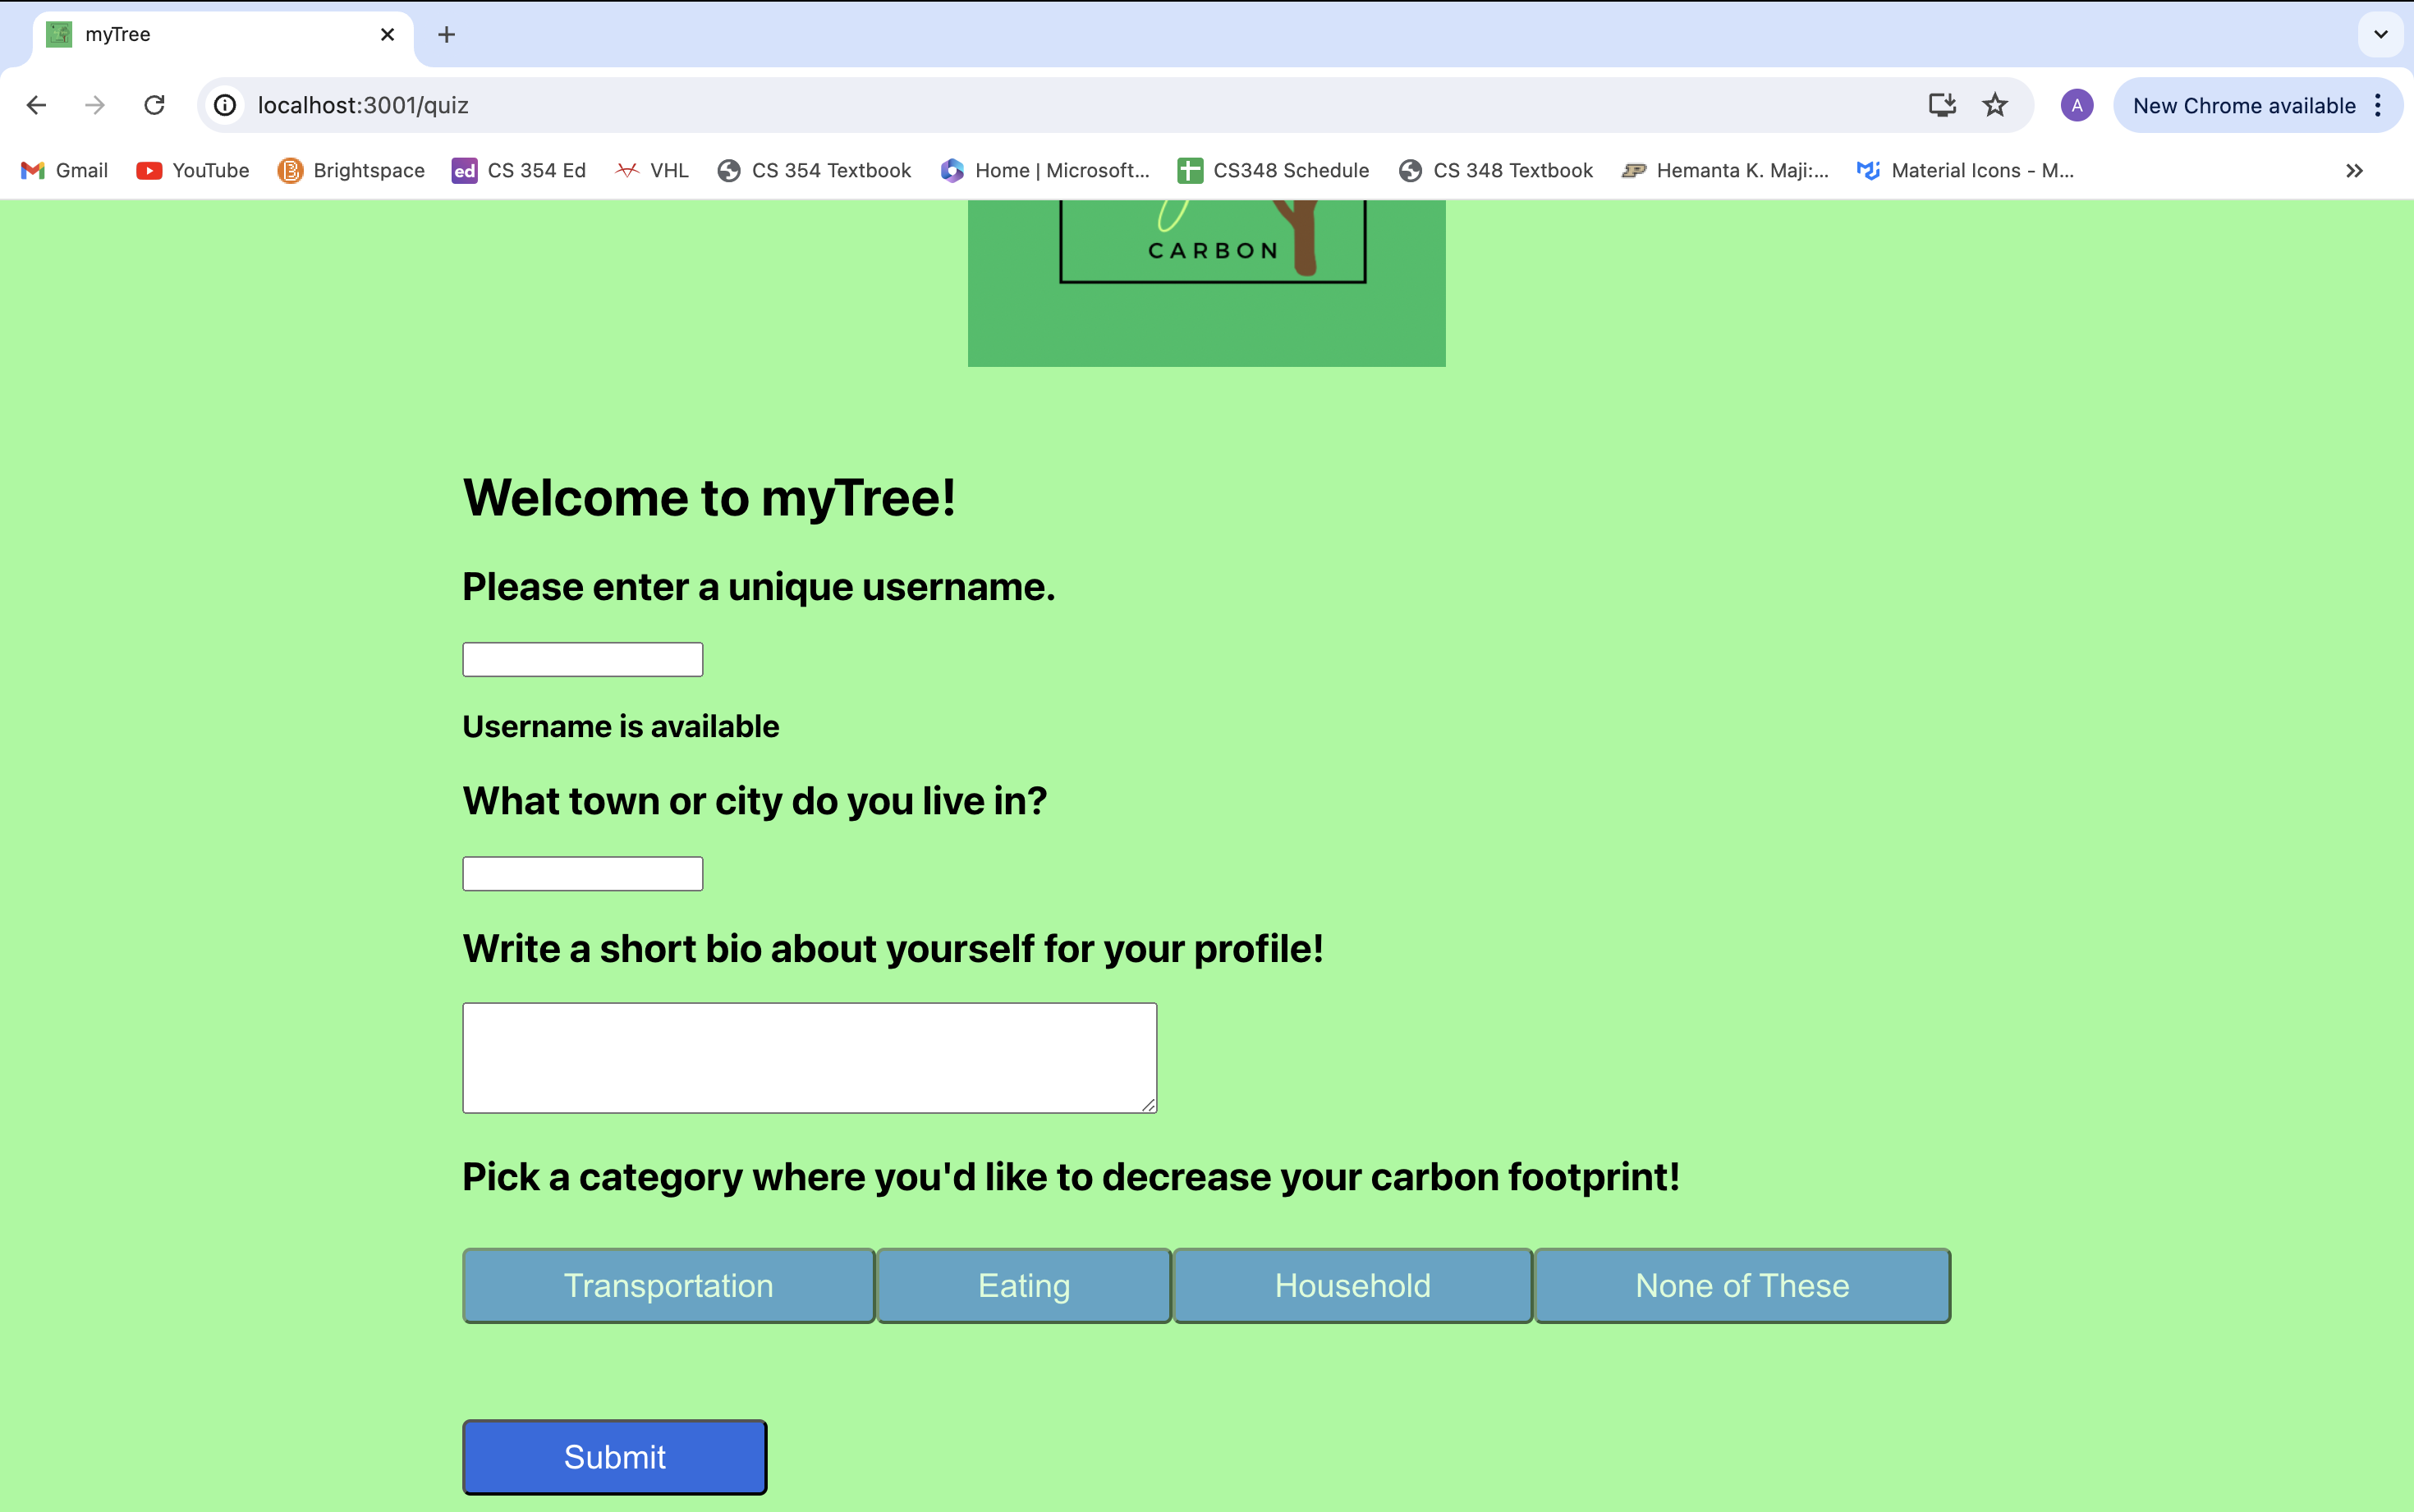 myTree
localhost:3001/quiz
A
New Chrome available
Gmail
YouTube
Brightspace
ed CS 354 Ed
VHL
CS 354 Textbook
Home | Microsoft...
CS348 Schedule
CS 348 Textbook
Hemanta K. Maji:...
Material Icons - M...
CARBON
Welcome to myTree!
Please enter a unique username.
Username is available
What town or city do you live in?
Write a short bio about yourself for your profile!
Pick a category where you'd like to decrease your carbon footprint!
Transportation
Eating
Household
None of These
Submit